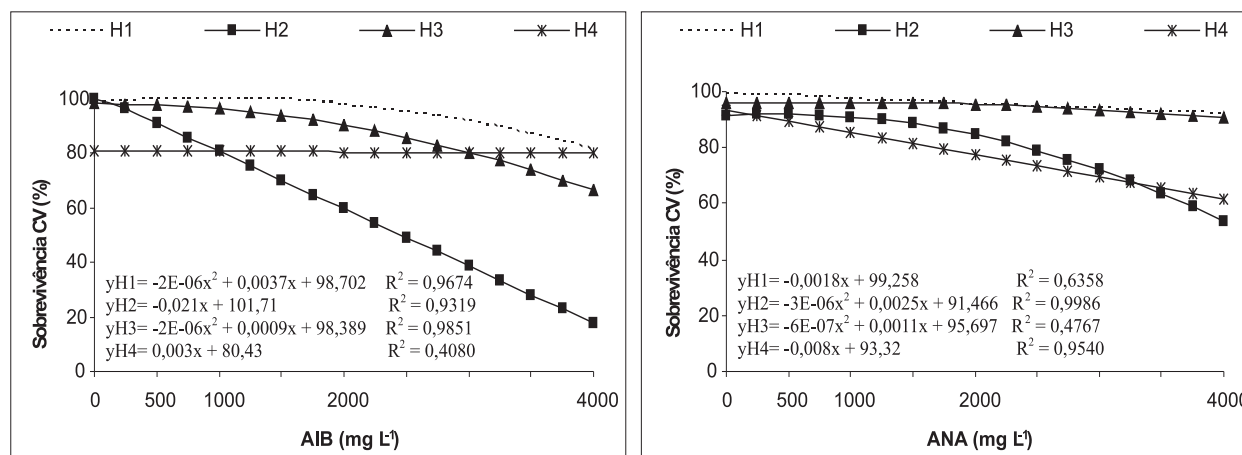 H1 H2 H3 H4
Sobrevivência CV (%)
100
80
60
40
20
0
yH1= -2E-06x² + 0,0037x + 98,702 R² = 0,9674
yH2= -0,021x + 101,71 R² = 0,9319
yH3= -2E-06x² + 0,0009x + 98,389 R² = 0,9851
yH4= 0,003x + 80,43 R² = 0,4080
0 500 1000 2000 4000
AIB (mg L⁻¹)
H1 H2 H3 H4
Sobrevivência CV (%)
100
80
60
40
20
0
yH1= -0,0018x + 99,258 R² = 0,6358
yH2= -3E-06x² + 0,0025x + 91,466 R² = 0,9986
yH3= -6E-07x² + 0,0011x + 95,697 R² = 0,4767
yH4= -0,008x + 93,32 R² = 0,9540
0 500 1000 2000 4000
ANA (mg L⁻¹)